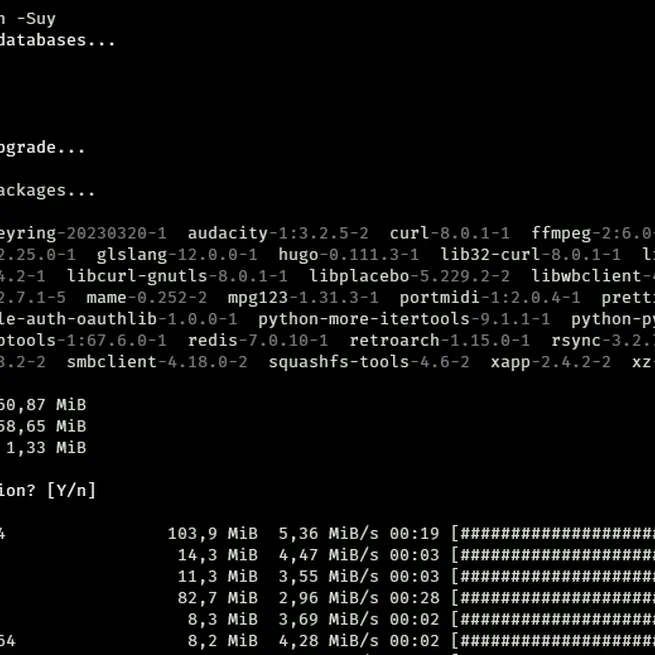 n -Suy
databases...
pgrade...
ackages...
eyring-20230320-1 audacity-1:3.2.5-2 curl-8.0.1-1 ffmpeg-2:6.0-
2.25.0-1 glslang-12.0.0-1 hugo-0.111.3-1 lib32-curl-8.0.1-1 li
4.2-1 libcurl-gnutls-8.0.1-1 libplacebo-5.229.2-2 libwbclient-4
2.7.1-5 mame-0.252-2 mpg123-1.31.3-1 portmidi-1:2.0.4-1 pretti
le-auth-oauthlib-1.0.0-1 python-more-itertools-9.1.1-1 python-py
ptools-1:67.6.0-1 redis-7.0.10-1 retroarch-1.15.0-1 rsync-3.2.7
3.2-2 smbclient-4.18.0-2 squashfs-tools-4.6-2 xapp-2.4.2-2 xz-
60,87 MiB
58,65 MiB
1,33 MiB
ion? [Y/n]
4 103,9 MiB 5,36 MiB/s 00:19 [###################
14,3 MiB 4,47 MiB/s 00:03 [###################
11,3 MiB 3,55 MiB/s 00:03 [###################
82,7 MiB 2,96 MiB/s 00:28 [###################
8,3 MiB 3,69 MiB/s 00:02 [###################
64 8,2 MiB 4,28 MiB/s 00:02 [###################